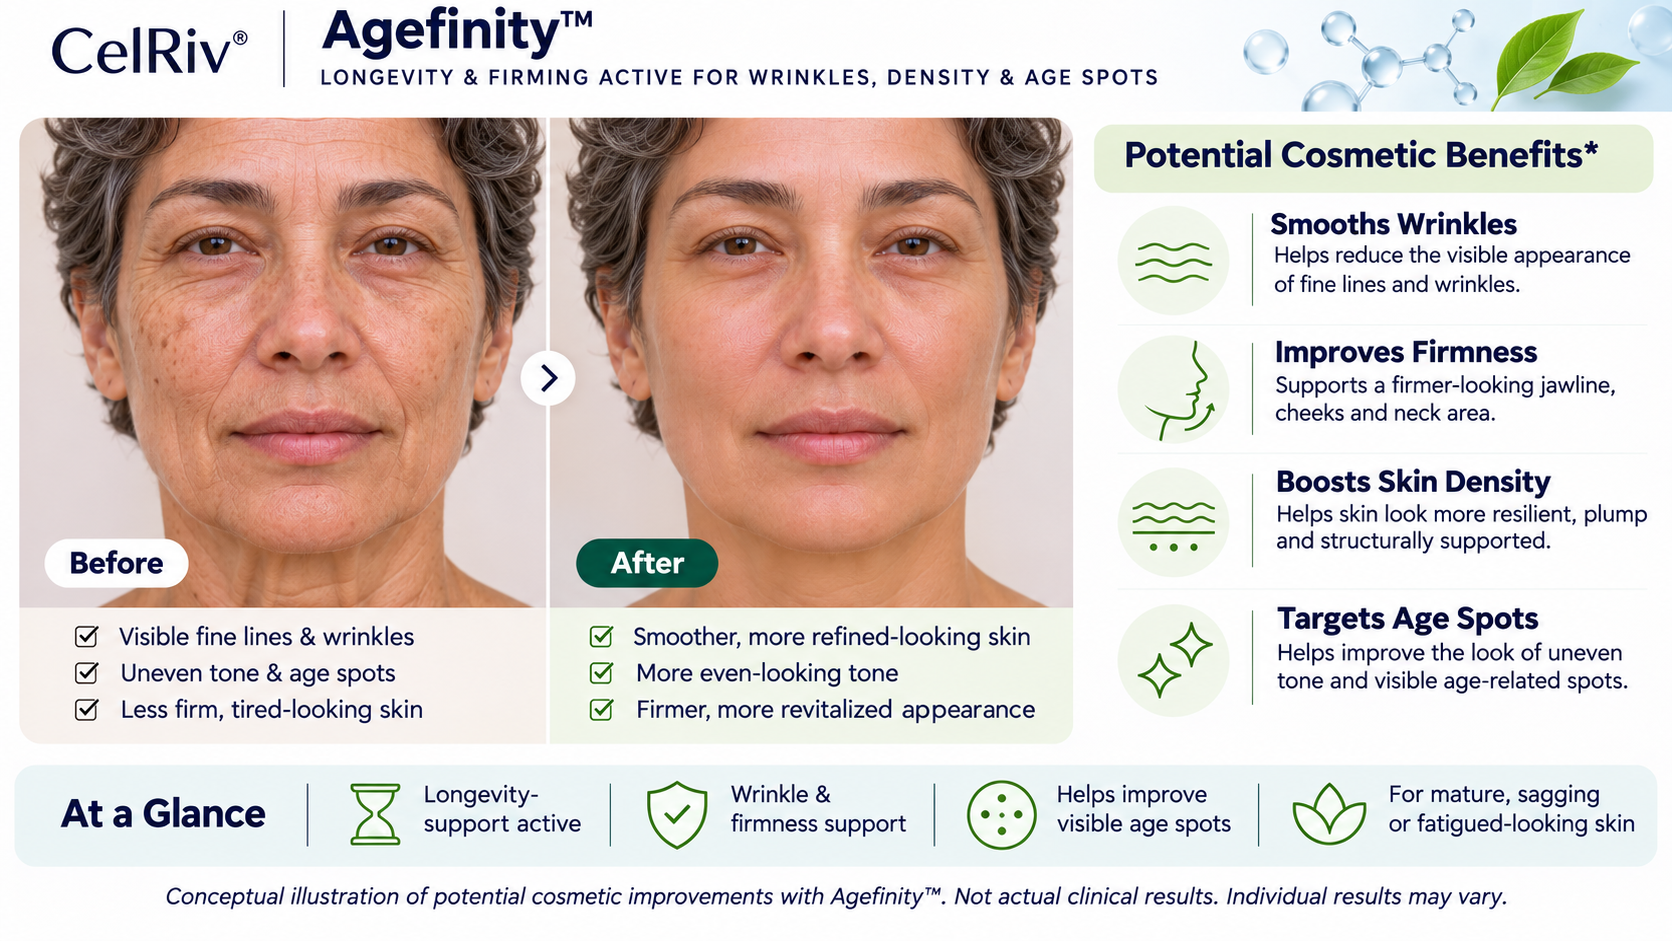 CelRiv®
Agefinity™
LONGEVITY & FIRMING ACTIVE FOR WRINKLES, DENSITY & AGE SPOTS
Before
Visible fine lines & wrinkles
Uneven tone & age spots
Less firm, tired-looking skin
After
Smoother, more refined-looking skin
More even-looking tone
Firmer, more revitalized appearance
Potential Cosmetic Benefits*
Smooths Wrinkles
Helps reduce the visible appearance
of fine lines and wrinkles.
Improves Firmness
Supports a firmer-looking jawline,
cheeks and neck area.
Boosts Skin Density
Helps skin look more resilient, plump
and structurally supported.
Targets Age Spots
Helps improve the look of uneven
tone and visible age-related spots.
At a Glance
Longevity-
support active
Wrinkle &
firmness support
Helps improve
visible age spots
For mature, sagging
or fatigued-looking skin
Conceptual illustration of potential cosmetic improvements with Agefinity™. Not actual clinical results. Individual results may vary.